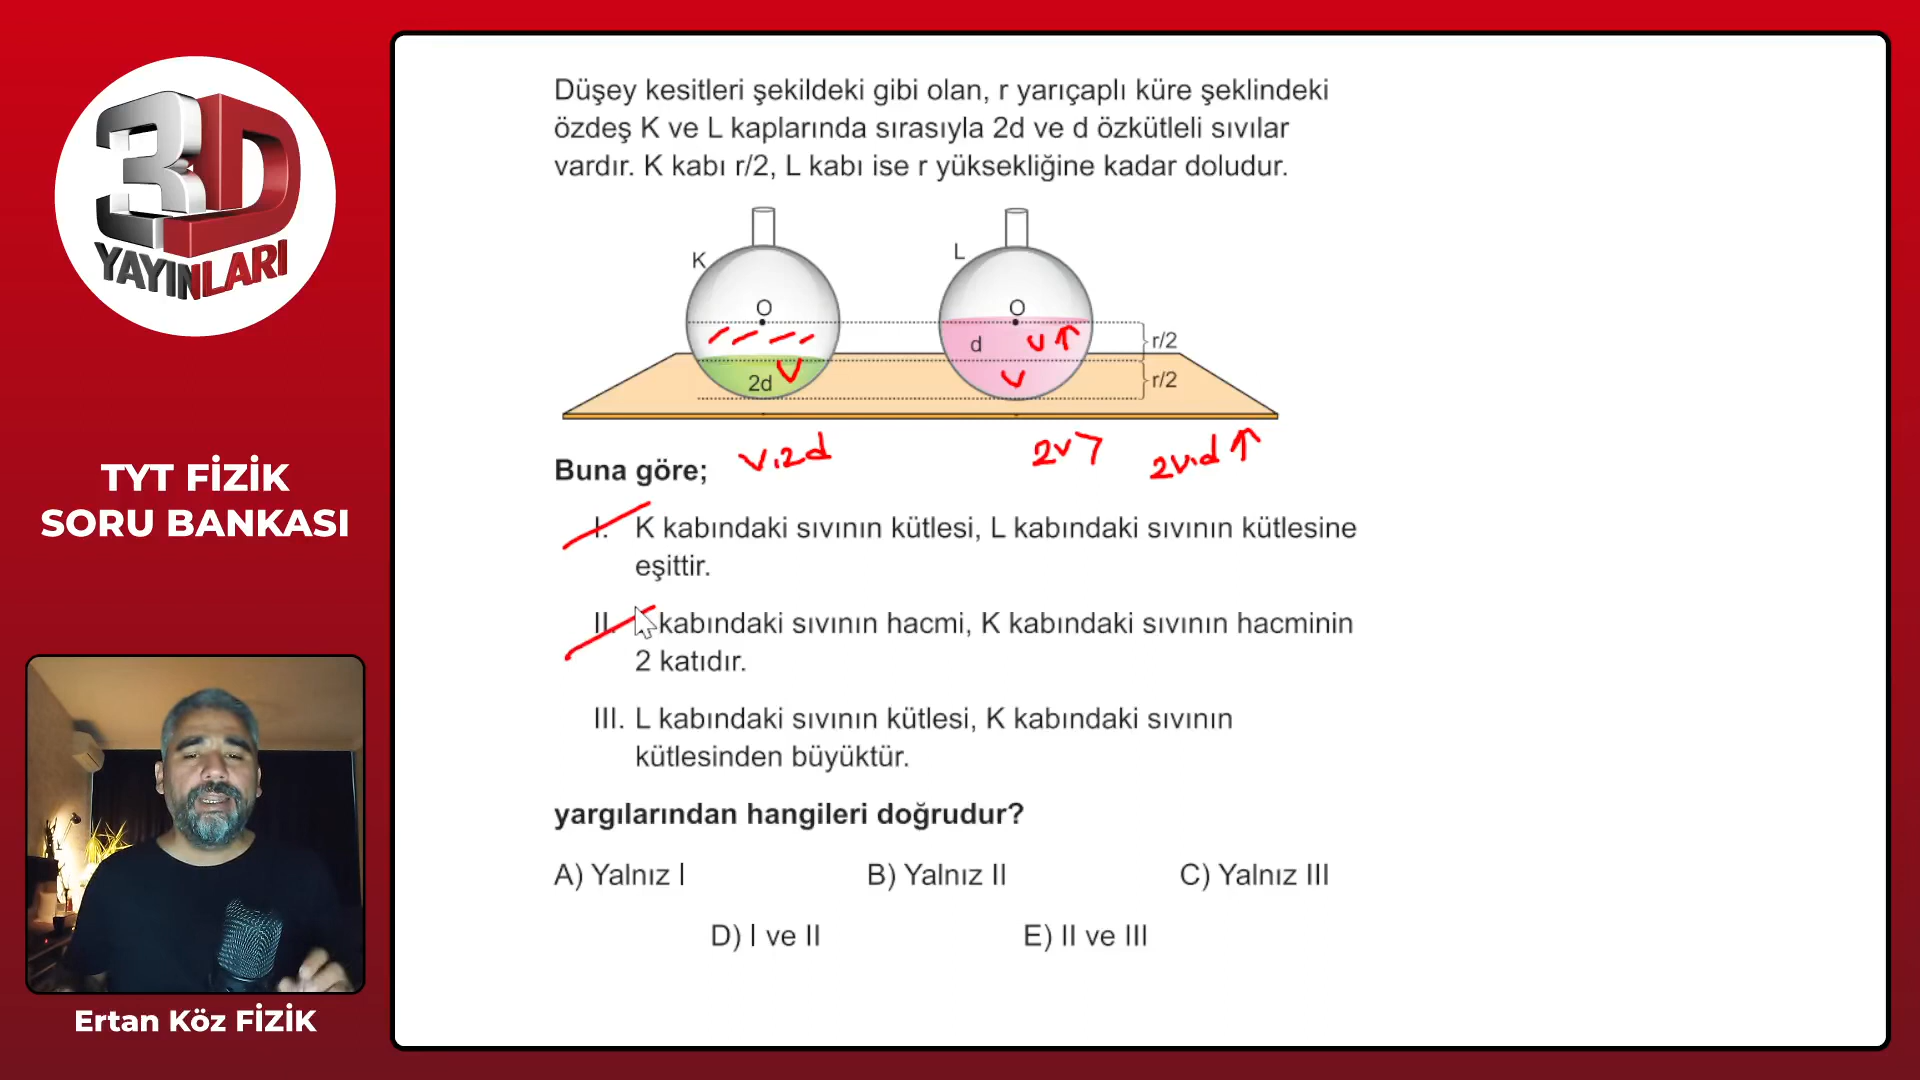 3D
YAYINLARI
TYT FİZİK
SORU BANKASI
Ertan Köz FİZİK
Düşey kesitleri şekildeki gibi olan, r yarıçaplı küre şeklindeki
özdeş K ve L kaplarında sırasıyla 2d ve d özkütleli sıvılar
vardır. K kabı r/2, L kabı ise r yüksekliğine kadar doludur.
K
L
O
O
d
v↑
r/2
2d
v
v
r/2
v.2d
2v>
2v.d↑
Buna göre;
I. K kabındaki sıvının kütlesi, L kabındaki sıvının kütlesine
eşittir.
II. kabındaki sıvının hacmi, K kabındaki sıvının hacminin
2 katıdır.
III. L kabındaki sıvının kütlesi, K kabındaki sıvının
kütlesinden büyüktür.
yargılarından hangileri doğrudur?
A) Yalnız I
B) Yalnız II
C) Yalnız III
D) I ve II
E) II ve III